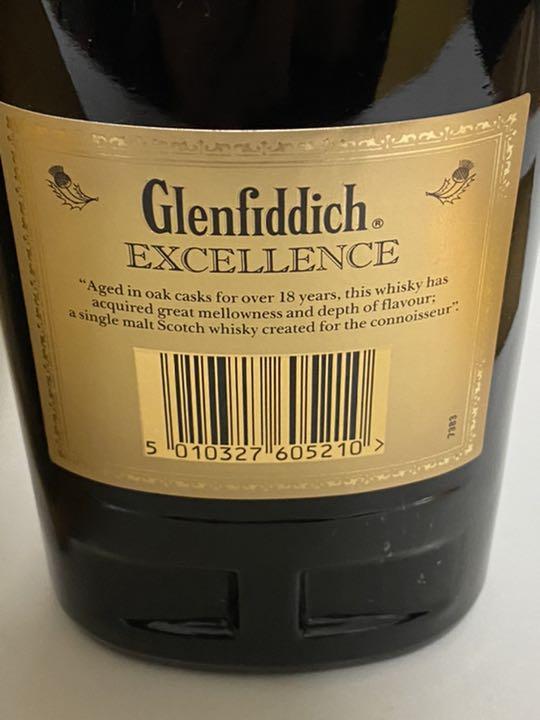 Glenfiddich®
EXCELLENCE
“Aged in oak casks for over 18 years, this whisky has
acquired great mellowness and depth of flavour;
a single malt Scotch whisky created for the connoisseur”.
5 010327 605210 >
7383